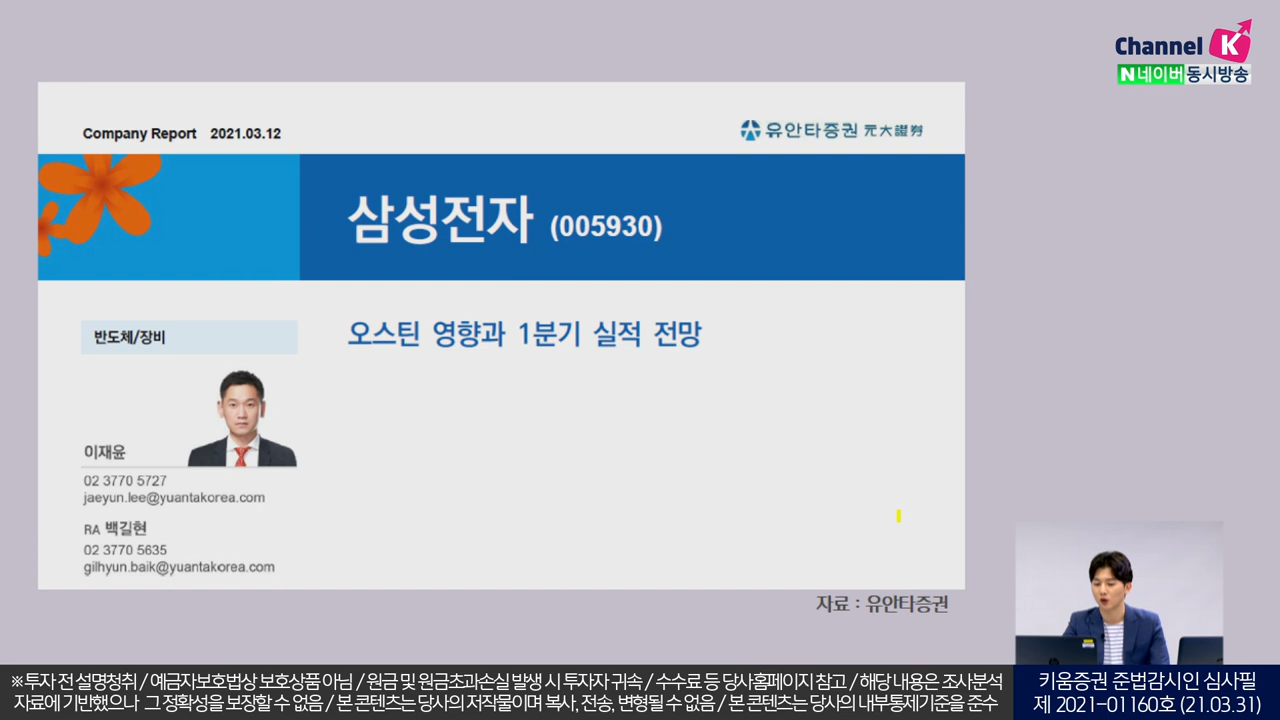 Channel K
N네이버 동시방송
Company Report 2021.03.12
유안타증권 元大證券
삼성전자 (005930)
반도체/장비
오스틴 영향과 1분기 실적 전망
이재윤
02 3770 5727
jaeyun.lee@yuantakorea.com
RA 백길현
02 3770 5635
gilhyun.baik@yuantakorea.com
자료 : 유안타증권
※투자 전 설명청취 / 예금자보호법상 보호상품 아님 / 원금 및 원금초과손실 발생 시 투자자 귀속 / 수수료 등 당사홈페이지 참고 / 해당 내용은 조사분석
자료에 기반했으나 그 정확성을 보장할 수 없음 / 본 콘텐츠는 당사의 저작물이며 복사, 전송, 변형될 수 없음 / 본 콘텐츠는 당사의 내부통제기준을 준수
키움증권 준법감시인 심사필
제 2021-01160호 (21.03.31)